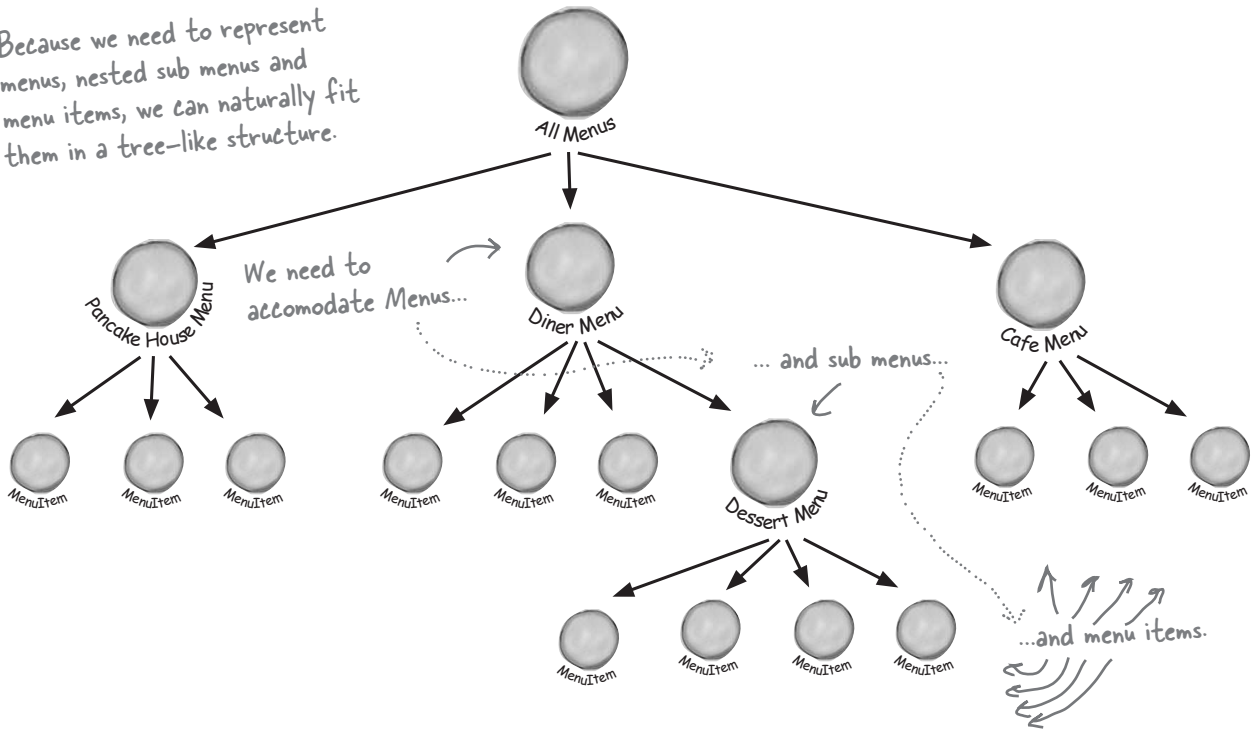 Because we need to represent
menus, nested sub menus and
menu items, we can naturally fit
them in a tree-like structure.
All Menus
We need to
accomodate Menus...
Pancake House Menu
Diner Menu
Cafe Menu
... and sub menus...
MenuItem
MenuItem
MenuItem
MenuItem
MenuItem
MenuItem
Dessert Menu
MenuItem
MenuItem
MenuItem
...and menu items.
MenuItem
MenuItem
MenuItem
MenuItem